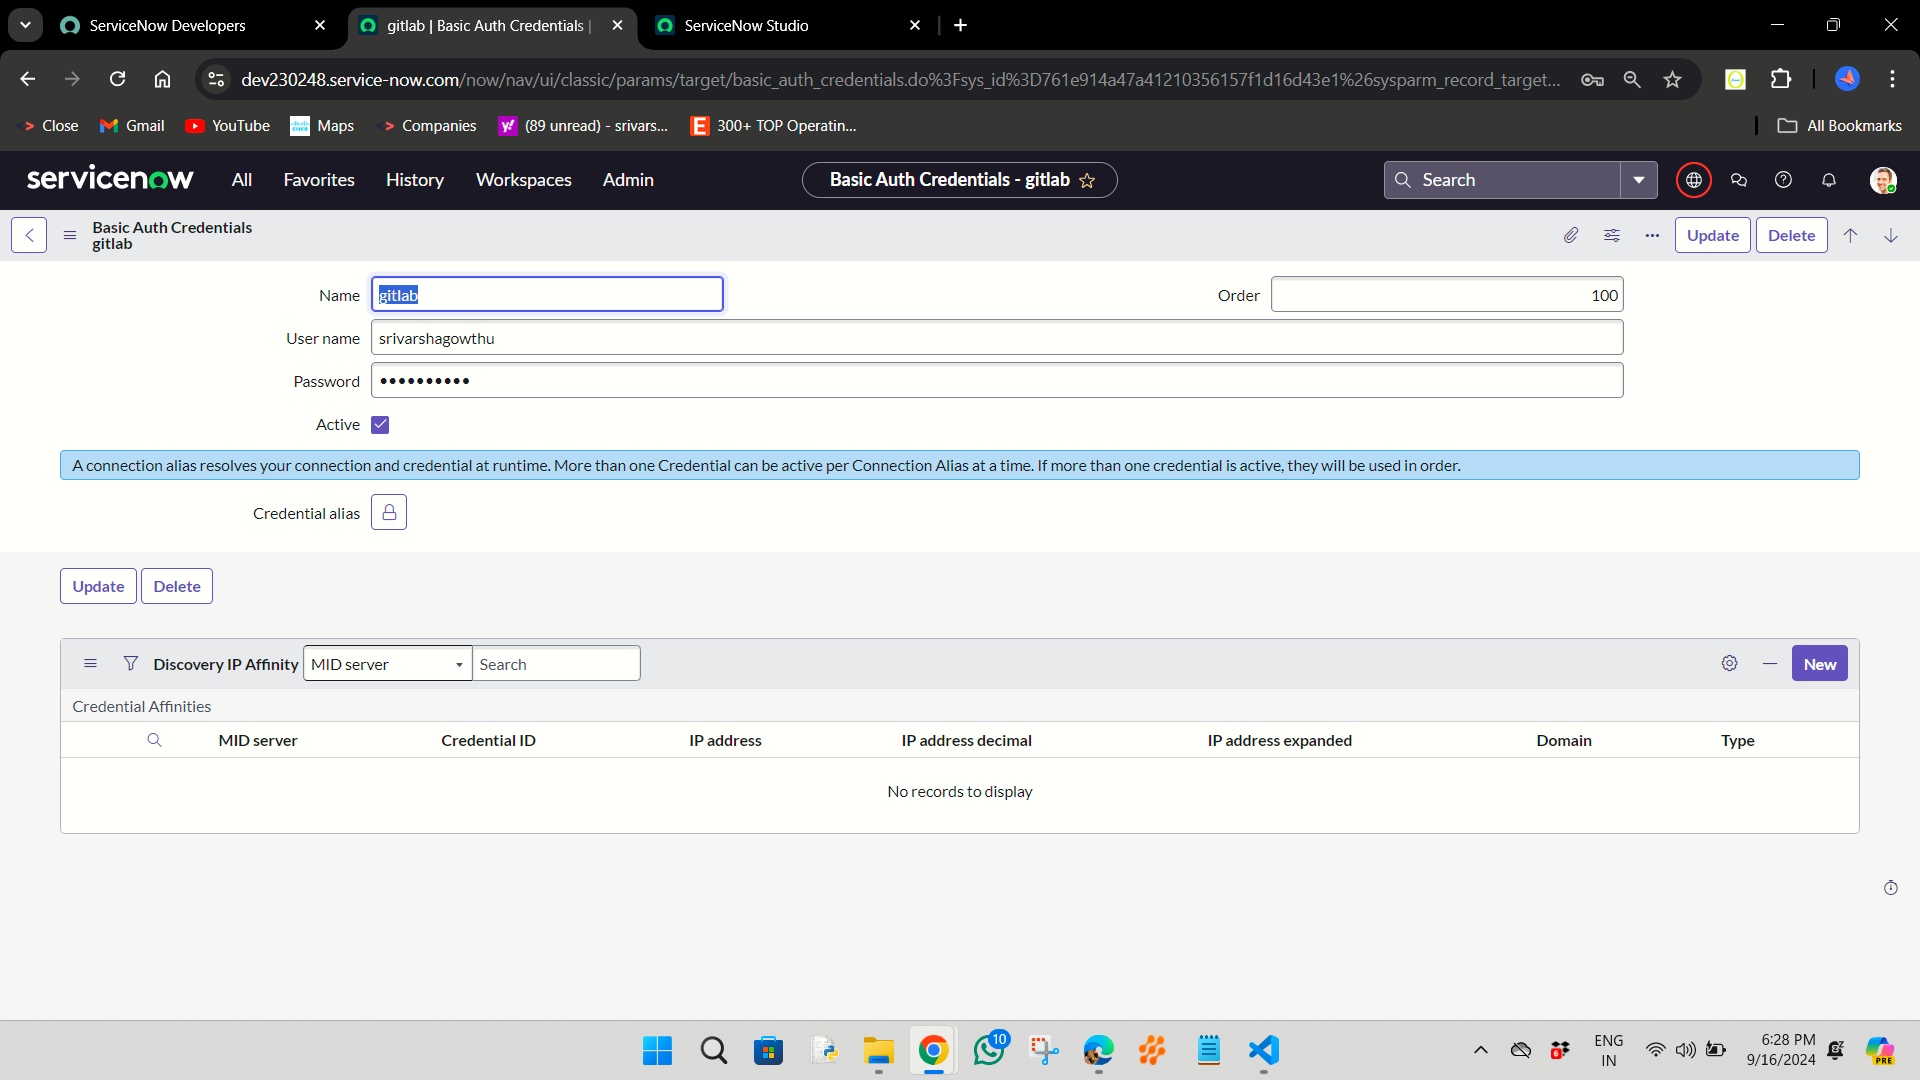 ServiceNow Developers
gitlab | Basic Auth Credentials |
ServiceNow Studio
dev230248.service-now.com/now/nav/ui/classic/params/target/basic_auth_credentials.do%3Fsys_id%3D761e914a47a41210356157f1d16d43e1%26sysparm_record_target...
Close
Gmail
YouTube
Maps
Companies
(89 unread) - srivars...
300+ TOP Operatin...
All Bookmarks
servicenow
All
Favorites
History
Workspaces
Admin
Basic Auth Credentials - gitlab
Search
Basic Auth Credentials
gitlab
Update
Delete
Name
gitlab
Order
100
User name
srivarshagowthu
Password
••••••••••
Active
A connection alias resolves your connection and credential at runtime. More than one Credential can be active per Connection Alias at a time. If more than one credential is active, they will be used in order.
Credential alias
Update
Delete
Discovery IP Affinity
MID server
Search
New
Credential Affinities
MID server
Credential ID
IP address
IP address decimal
IP address expanded
Domain
Type
No records to display
10
6
ENG
IN
6:28 PM
9/16/2024
PRE